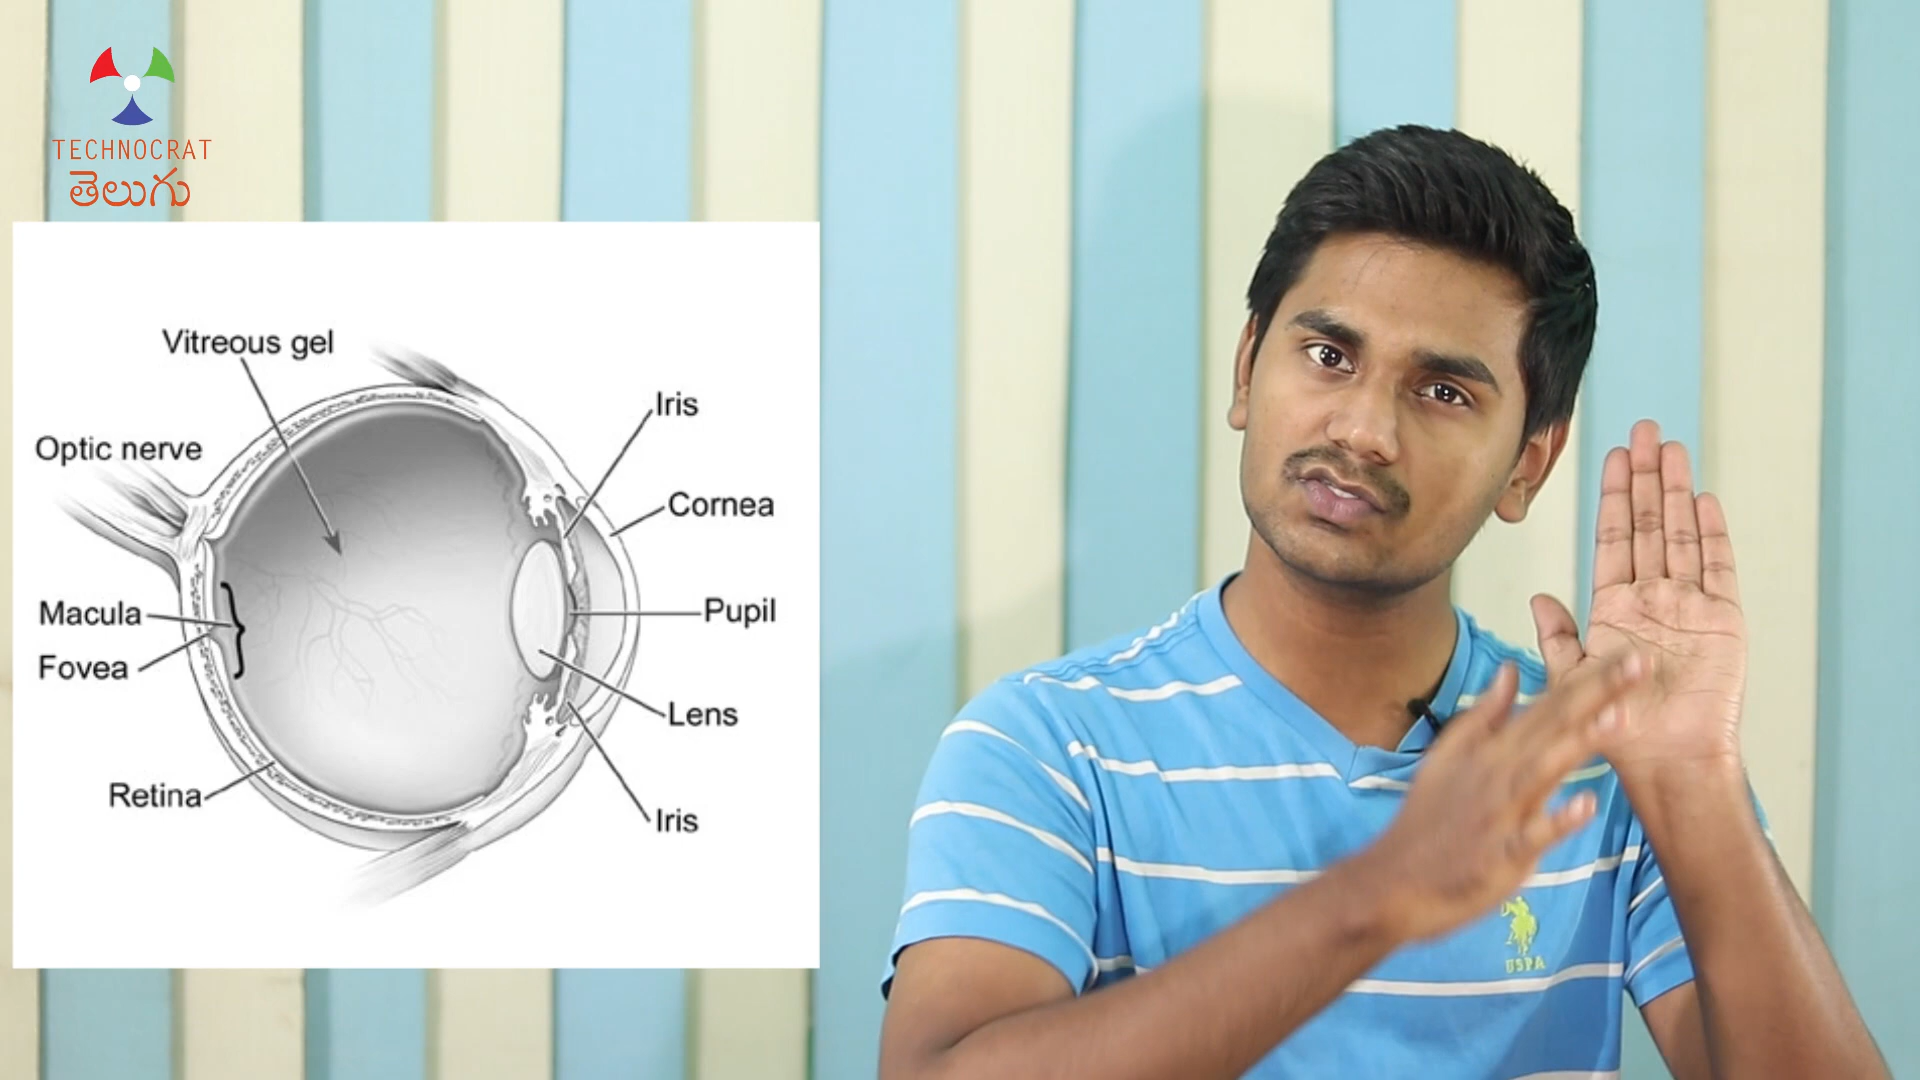 TECHNOCRAT
తెలుగు
Vitreous gel
Iris
Optic nerve
Cornea
Macula
Pupil
Fovea
Lens
Retina
Iris
USPA